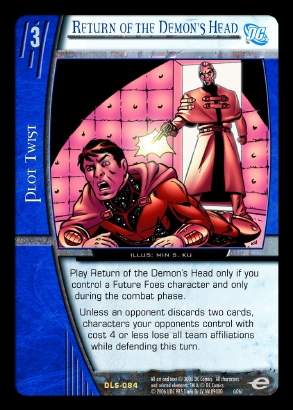 3
RETURN OF THE DEMON'S HEAD
DC
PLOT TWIST
ILLUS: MIN S. KU
Play Return of the Demon's Head only if you
control a Future Foes character and only
during the combat phase.
Unless an opponent discards two cards,
characters your opponents control with
cost 4 or less lose all team affiliations
while defending this turn.
DLS-084